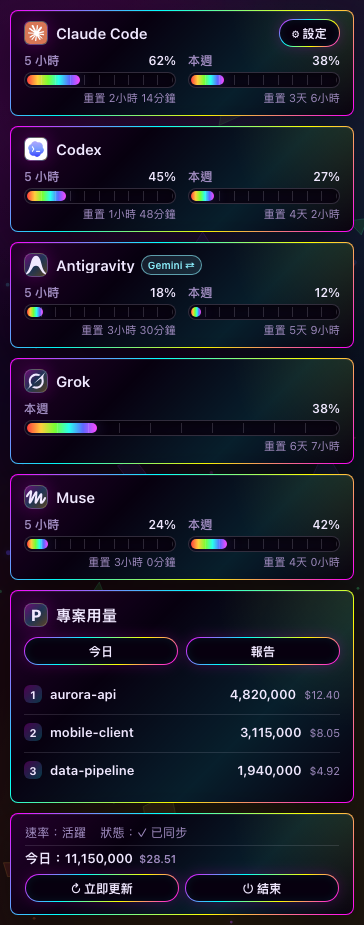 Claude Code ⚙ 設定
5 小時 62% 本週 38%
重置 2小時 14分鐘 重置 3天 6小時
Codex
5 小時 45% 本週 27%
重置 1小時 48分鐘 重置 4天 2小時
Antigravity Gemini ⇄
5 小時 18% 本週 12%
重置 3小時 30分鐘 重置 5天 9小時
Grok
本週 38%
重置 6天 7小時
Muse
5 小時 24% 本週 42%
重置 3小時 0分鐘 重置 4天 0小時
P 專案用量
今日 報告
1 aurora-api 4,820,000 $12.40
2 mobile-client 3,115,000 $8.05
3 data-pipeline 1,940,000 $4.92
速率：活躍 狀態：✓ 已同步
今日：11,150,000 $28.51
↻ 立即更新 ⏻ 結束